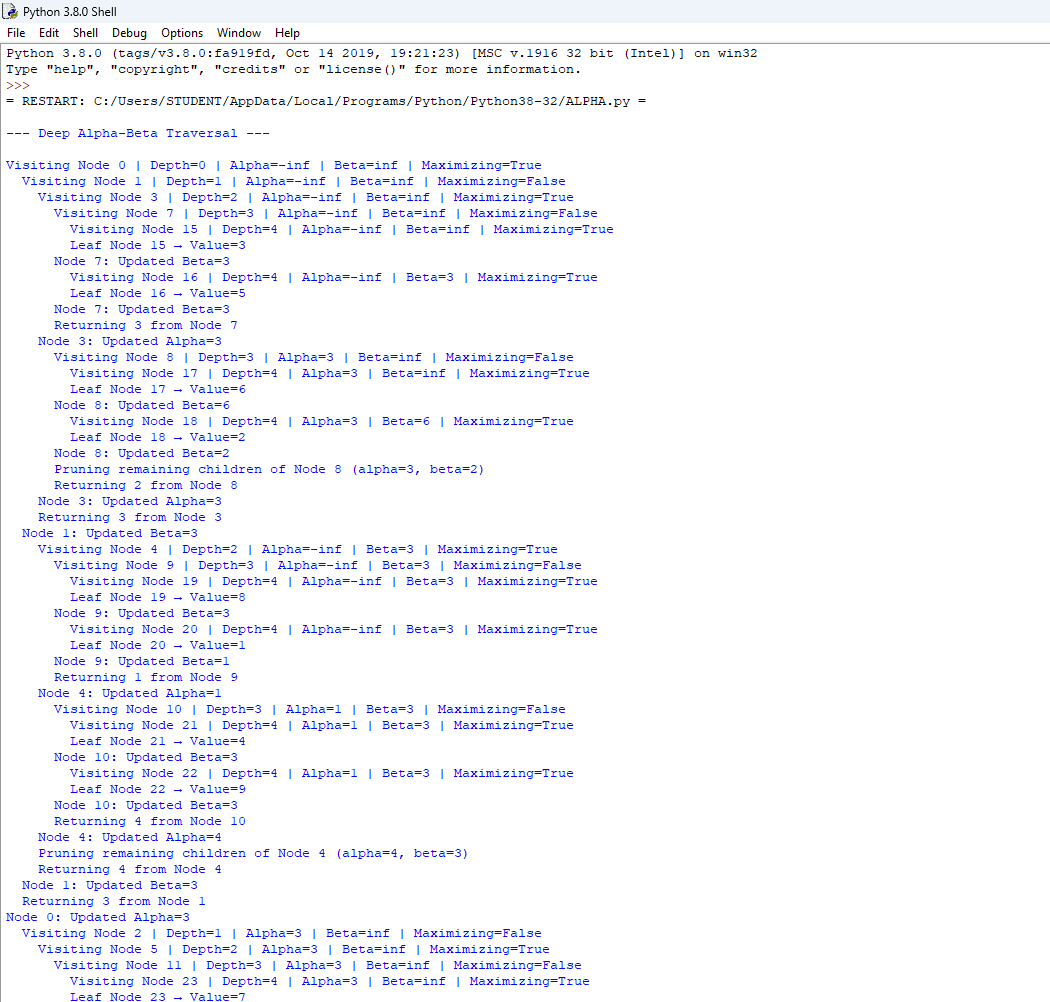 Python 3.8.0 Shell
File Edit Shell Debug Options Window Help
Python 3.8.0 (tags/v3.8.0:fa919fd, Oct 14 2019, 19:21:23) [MSC v.1916 32 bit (Intel)] on win32
Type "help", "copyright", "credits" or "license()" for more information.
>>>
= RESTART: C:/Users/STUDENT/AppData/Local/Programs/Python/Python38-32/ALPHA.py =
--- Deep Alpha-Beta Traversal ---
Visiting Node 0 | Depth=0 | Alpha=-inf | Beta=inf | Maximizing=True
Visiting Node 1 | Depth=1 | Alpha=-inf | Beta=inf | Maximizing=False
Visiting Node 3 | Depth=2 | Alpha=-inf | Beta=inf | Maximizing=True
Visiting Node 7 | Depth=3 | Alpha=-inf | Beta=inf | Maximizing=False
Visiting Node 15 | Depth=4 | Alpha=-inf | Beta=inf | Maximizing=True
Leaf Node 15 → Value=3
Node 7: Updated Beta=3
Visiting Node 16 | Depth=4 | Alpha=-inf | Beta=3 | Maximizing=True
Leaf Node 16 → Value=5
Node 7: Updated Beta=3
Returning 3 from Node 7
Node 3: Updated Alpha=3
Visiting Node 8 | Depth=3 | Alpha=3 | Beta=inf | Maximizing=False
Visiting Node 17 | Depth=4 | Alpha=3 | Beta=inf | Maximizing=True
Leaf Node 17 → Value=6
Node 8: Updated Beta=6
Visiting Node 18 | Depth=4 | Alpha=3 | Beta=6 | Maximizing=True
Leaf Node 18 → Value=2
Node 8: Updated Beta=2
Pruning remaining children of Node 8 (alpha=3, beta=2)
Returning 2 from Node 8
Node 3: Updated Alpha=3
Returning 3 from Node 3
Node 1: Updated Beta=3
Visiting Node 4 | Depth=2 | Alpha=-inf | Beta=3 | Maximizing=True
Visiting Node 9 | Depth=3 | Alpha=-inf | Beta=3 | Maximizing=False
Visiting Node 19 | Depth=4 | Alpha=-inf | Beta=3 | Maximizing=True
Leaf Node 19 → Value=8
Node 9: Updated Beta=3
Visiting Node 20 | Depth=4 | Alpha=-inf | Beta=3 | Maximizing=True
Leaf Node 20 → Value=1
Node 9: Updated Beta=1
Returning 1 from Node 9
Node 4: Updated Alpha=1
Visiting Node 10 | Depth=3 | Alpha=1 | Beta=3 | Maximizing=False
Visiting Node 21 | Depth=4 | Alpha=1 | Beta=3 | Maximizing=True
Leaf Node 21 → Value=4
Node 10: Updated Beta=3
Visiting Node 22 | Depth=4 | Alpha=1 | Beta=3 | Maximizing=True
Leaf Node 22 → Value=9
Node 10: Updated Beta=3
Returning 4 from Node 10
Node 4: Updated Alpha=4
Pruning remaining children of Node 4 (alpha=4, beta=3)
Returning 4 from Node 4
Node 1: Updated Beta=3
Returning 3 from Node 1
Node 0: Updated Alpha=3
Visiting Node 2 | Depth=1 | Alpha=3 | Beta=inf | Maximizing=False
Visiting Node 5 | Depth=2 | Alpha=3 | Beta=inf | Maximizing=True
Visiting Node 11 | Depth=3 | Alpha=3 | Beta=inf | Maximizing=False
Visiting Node 23 | Depth=4 | Alpha=3 | Beta=inf | Maximizing=True
Leaf Node 23 → Value=7